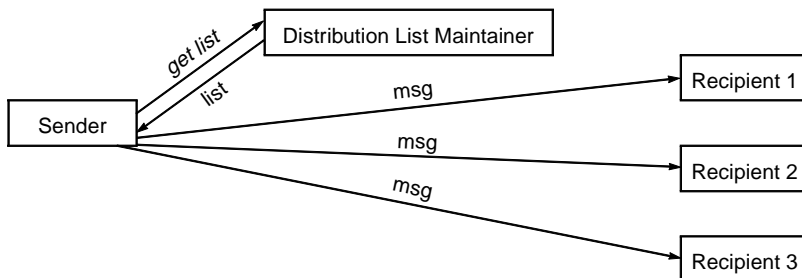 Distribution List Maintainer
get list
list
Sender
msg
Recipient 1
msg
Recipient 2
msg
Recipient 3